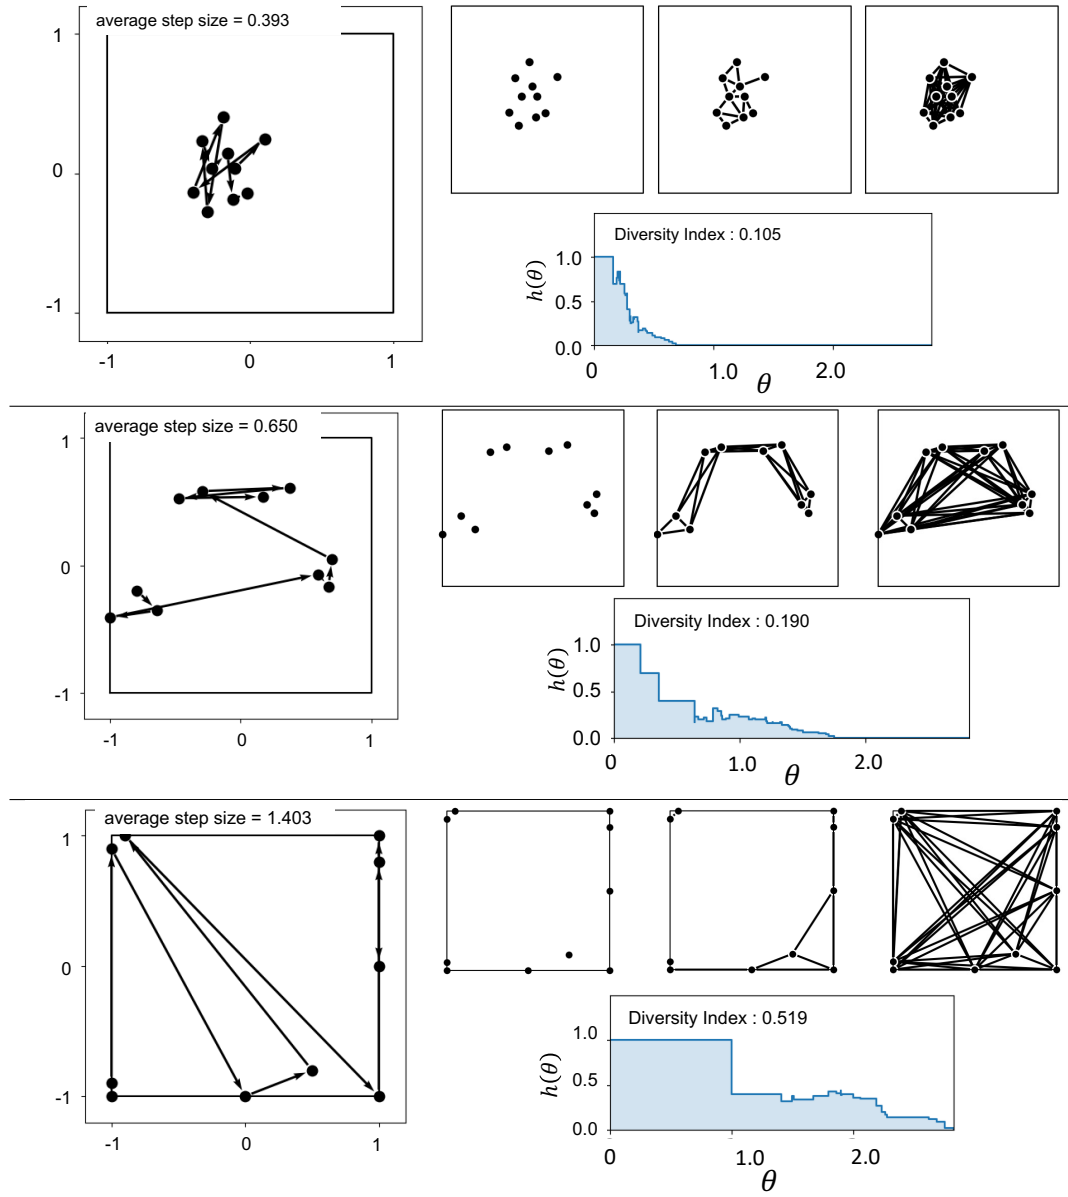 average step size = 0.393
1
0
-1
-1 0 1
Diversity Index : 0.105
h(θ)
1.0
0.5
0.0
0 1.0 2.0
θ
average step size = 0.650
1
0
-1
-1 0 1
Diversity Index : 0.190
h(θ)
1.0
0.5
0.0
0 1.0 2.0
θ
average step size = 1.403
1
0
-1
-1 0 1
Diversity Index : 0.519
h(θ)
1.0
0.5
0.0
0 1.0 2.0
θ